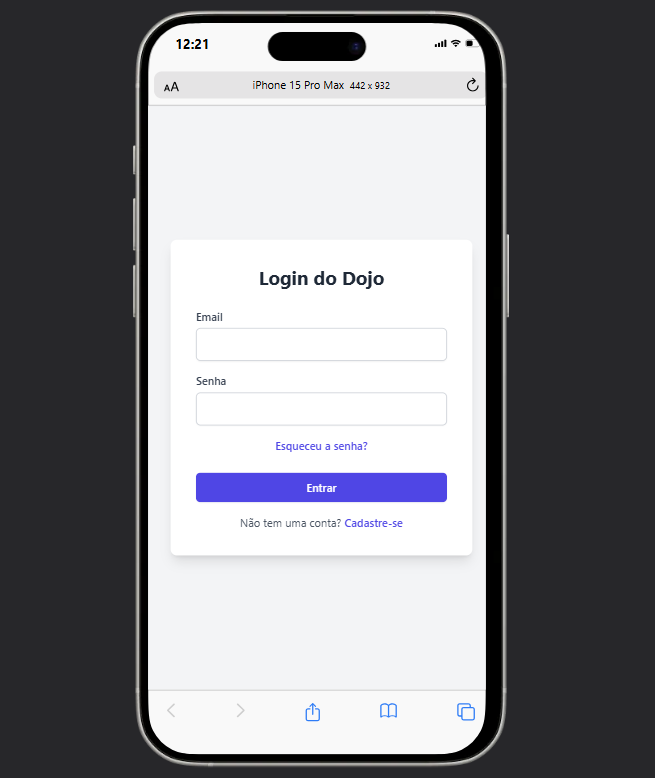 12:21
AA
iPhone 15 Pro Max 442 x 932
Login do Dojo
Email
Senha
Esqueceu a senha?
Entrar
Não tem uma conta? Cadastre-se